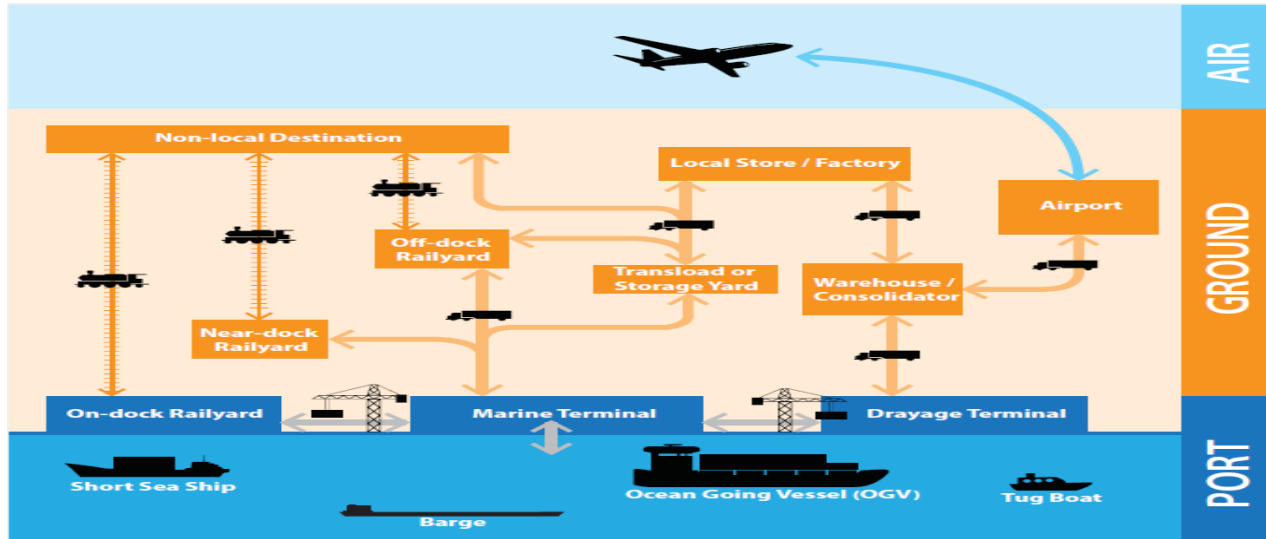 AIR
Non-local Destination
Local Store / Factory
Airport
Off-dock
Railyard
Transload or
Storage Yard
Warehouse /
Consolidator
Near-dock
Railyard
GROUND
On-dock Railyard
Marine Terminal
Drayage Terminal
Short Sea Ship
Ocean Going Vessel (OGV)
Tug Boat
Barge
PORT